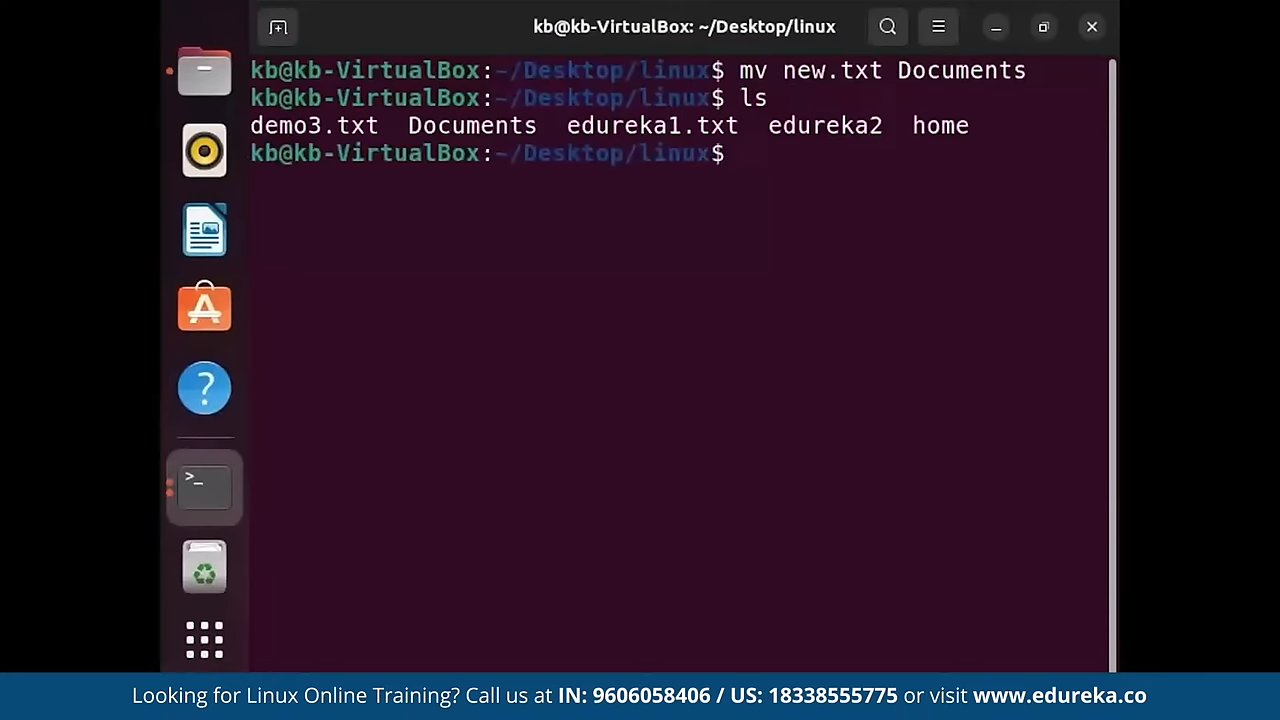 kb@kb-VirtualBox: ~/Desktop/linux
kb@kb-VirtualBox:~/Desktop/linux$ mv new.txt Documents
kb@kb-VirtualBox:~/Desktop/linux$ ls
demo3.txt  Documents  edureka1.txt  edureka2  home
kb@kb-VirtualBox:~/Desktop/linux$
>_
Looking for Linux Online Training? Call us at IN: 9606058406 / US: 18338555775 or visit www.edureka.co